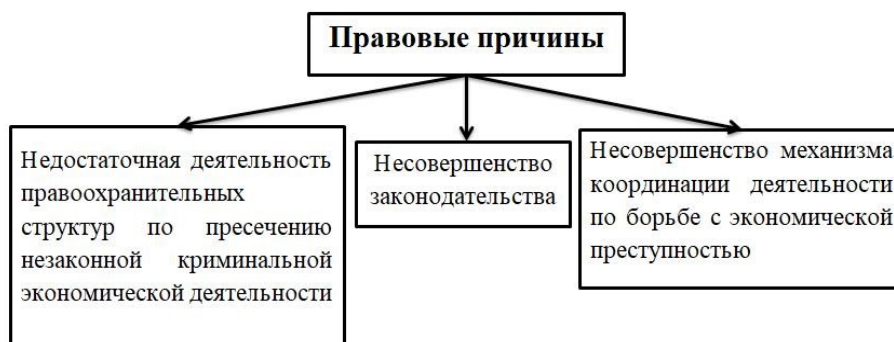 Правовые причины
Недостаточная деятельность
правоохранительных
структур по пресечению
незаконной криминальной
экономической деятельности
Несовершенство
законодательства
Несовершенство механизма
координации деятельности
по борьбе с экономической
преступностью